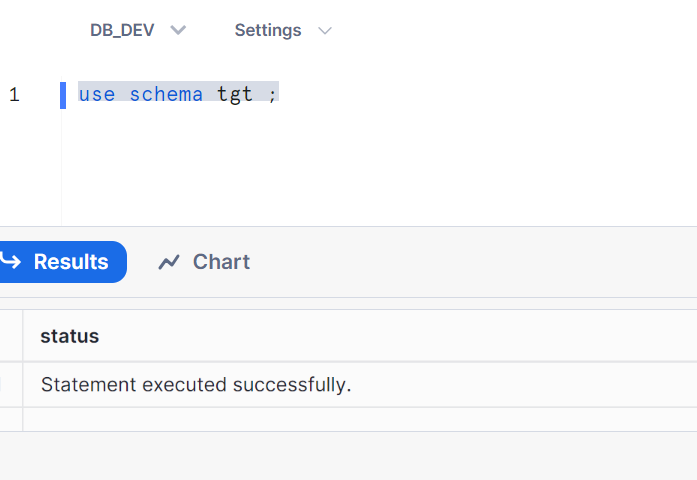 DB_DEV Settings
1 use schema tgt ;
Results Chart
status
Statement executed successfully.